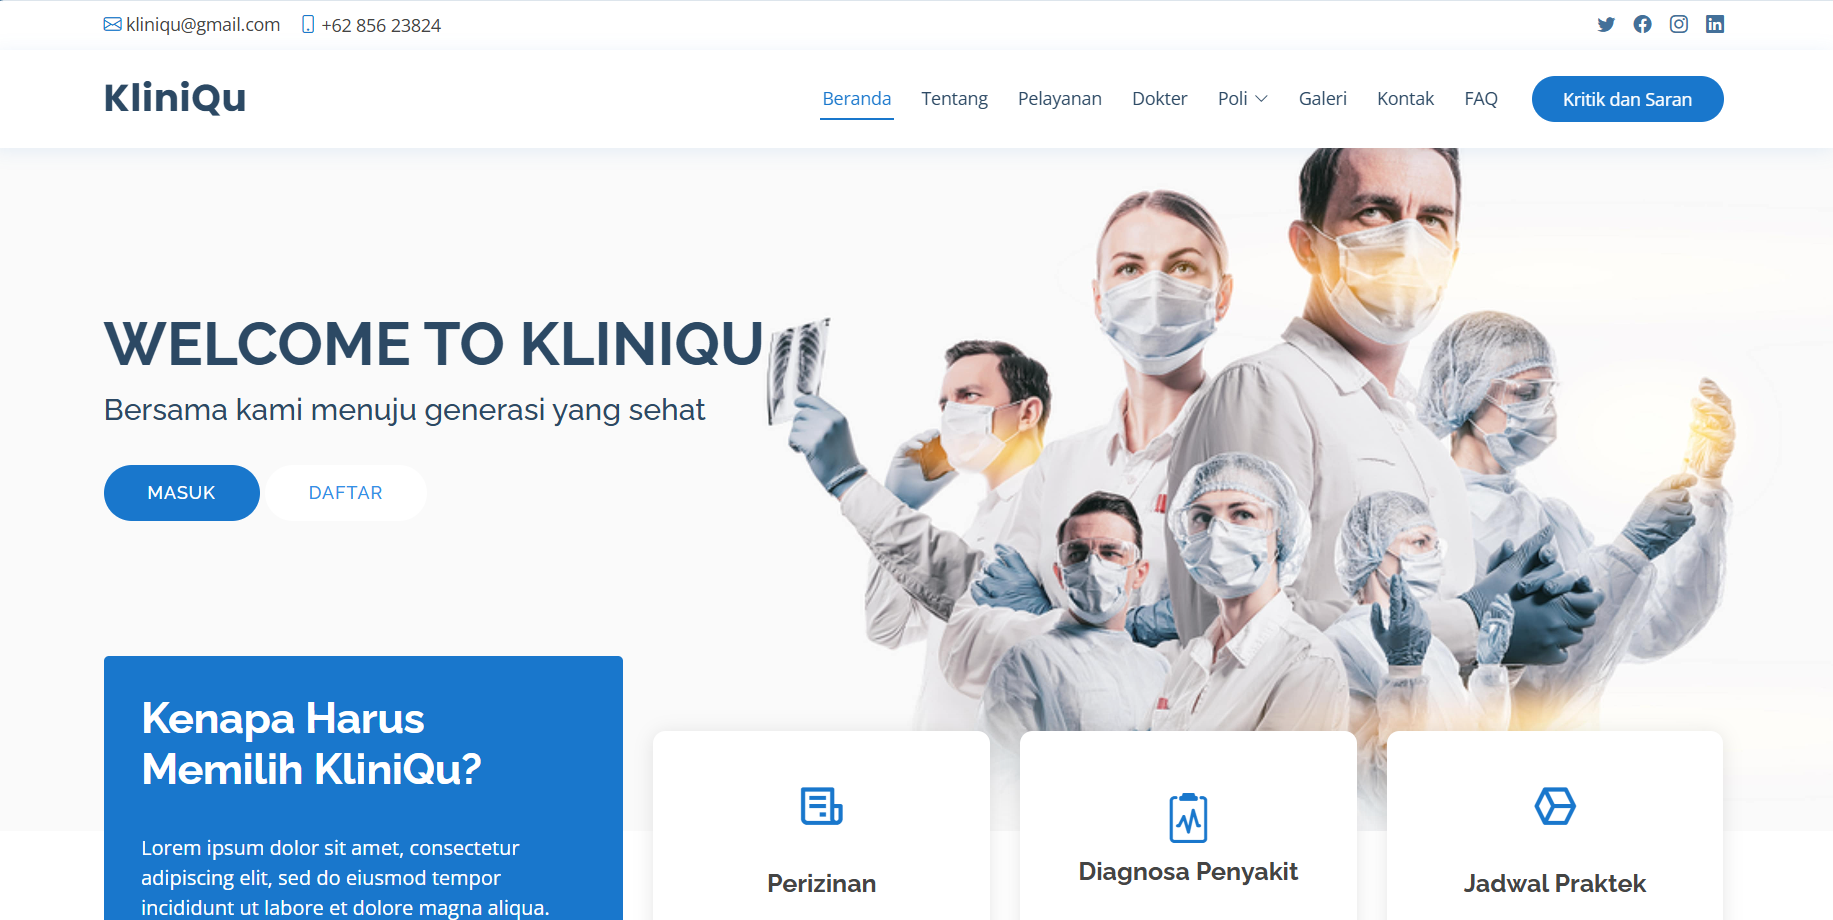 kliniqu@gmail.com +62 856 23824
KliniQu
Beranda Tentang Pelayanan Dokter Poli Galeri Kontak FAQ Kritik dan Saran
WELCOME TO KLINIQU
Bersama kami menuju generasi yang sehat
MASUK DAFTAR
Kenapa Harus
Memilih KliniQu?
Lorem ipsum dolor sit amet, consectetur
adipiscing elit, sed do eiusmod tempor
incididunt ut labore et dolore magna aliqua.
Perizinan
Diagnosa Penyakit
Jadwal Praktek